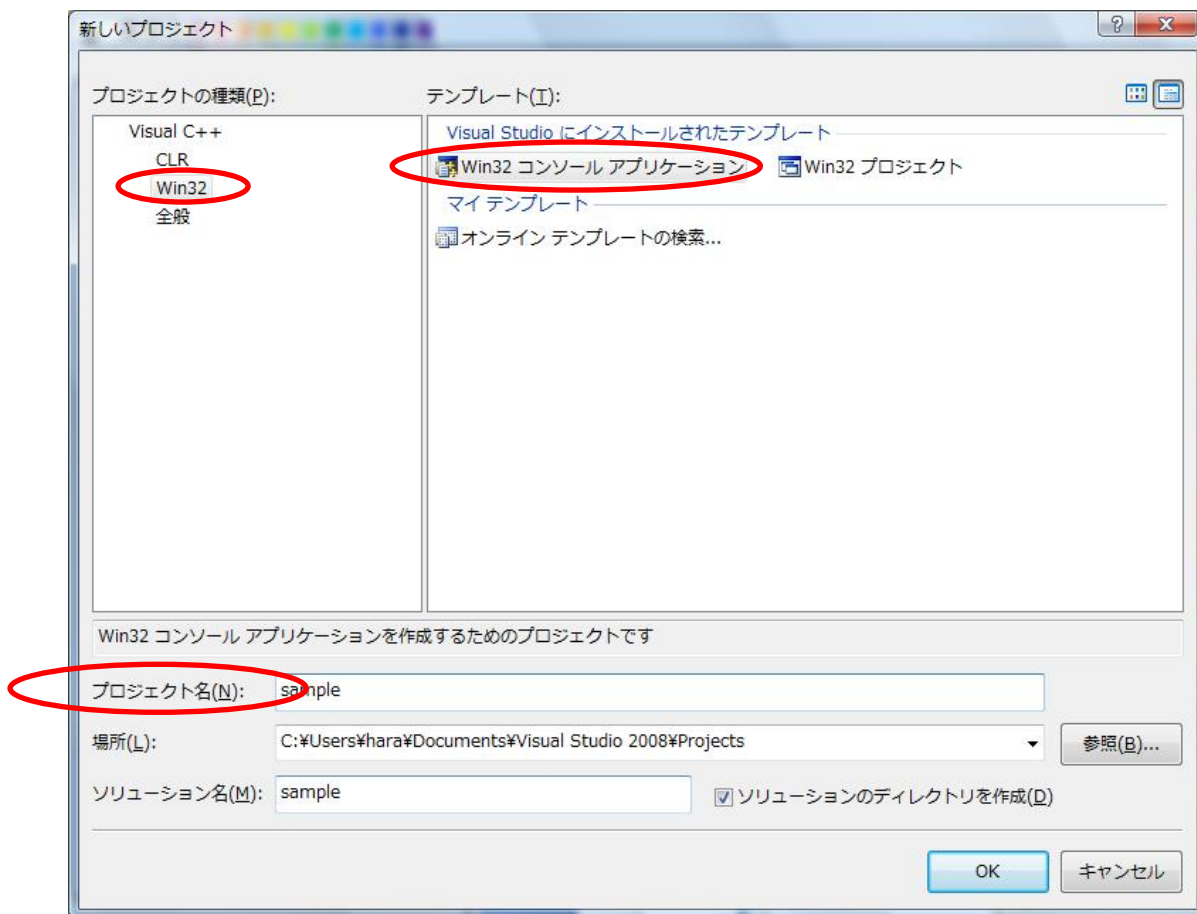 新しいプロジェクト
プロジェクトの種類(P):
テンプレート(T):
Visual C++
CLR
Win32
全般
Visual Studio にインストールされたテンプレート
Win32 コンソール アプリケーション
Win32 プロジェクト
マイ テンプレート
オンライン テンプレートの検索...
Win32 コンソール アプリケーションを作成するためのプロジェクトです
プロジェクト名(N): sample
場所(L): C:¥Users¥hara¥Documents¥Visual Studio 2008¥Projects 参照(B)...
ソリューション名(M): sample ソリューションのディレクトリを作成(D)
OK キャンセル